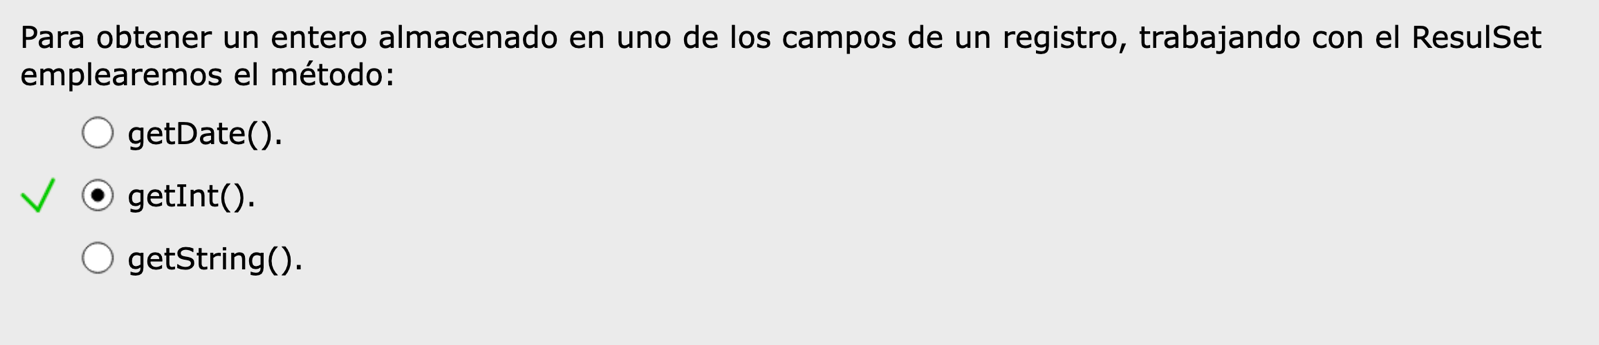 Para obtener un entero almacenado en uno de los campos de un registro, trabajando con el ResulSet
emplearemos el método:
getDate().
getInt().
getString().